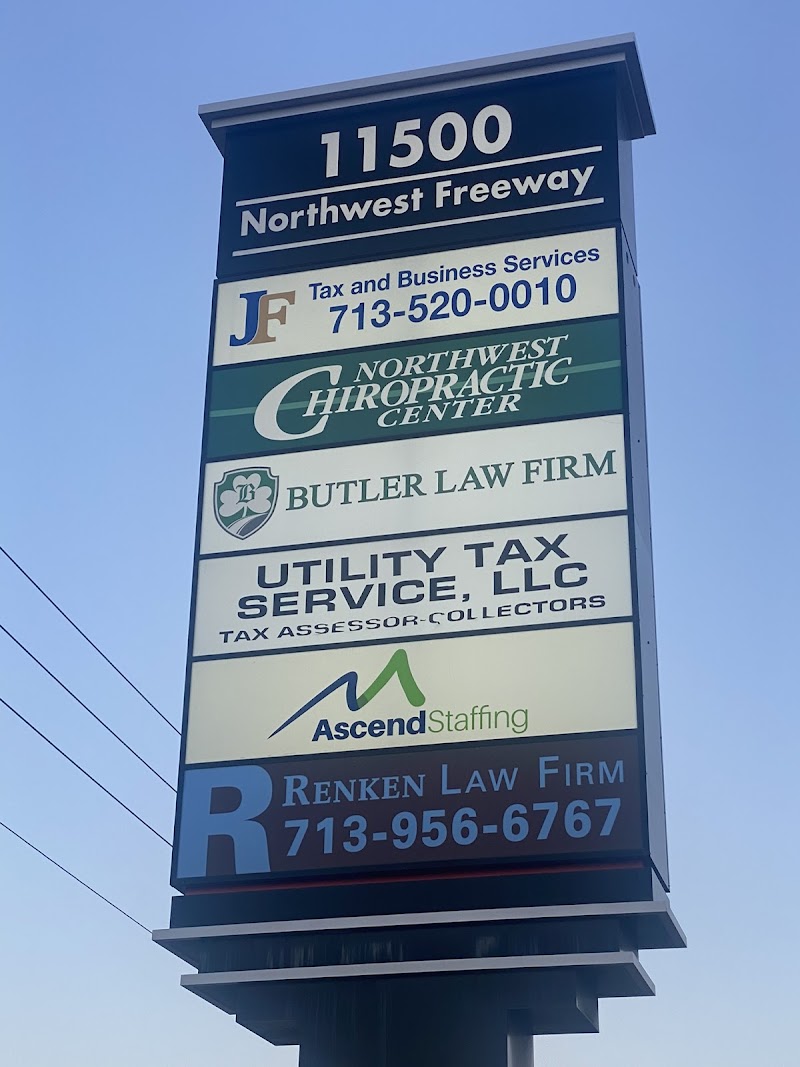 11500
Northwest Freeway
JF
Tax and Business Services
713-520-0010
NORTHWEST
CHIROPRACTIC
CENTER
B
BUTLER LAW FIRM
UTILITY TAX
SERVICE, LLC
TAX ASSESSOR-COLLECTORS
AscendStaffing
R
RENKEN LAW FIRM
713-956-6767